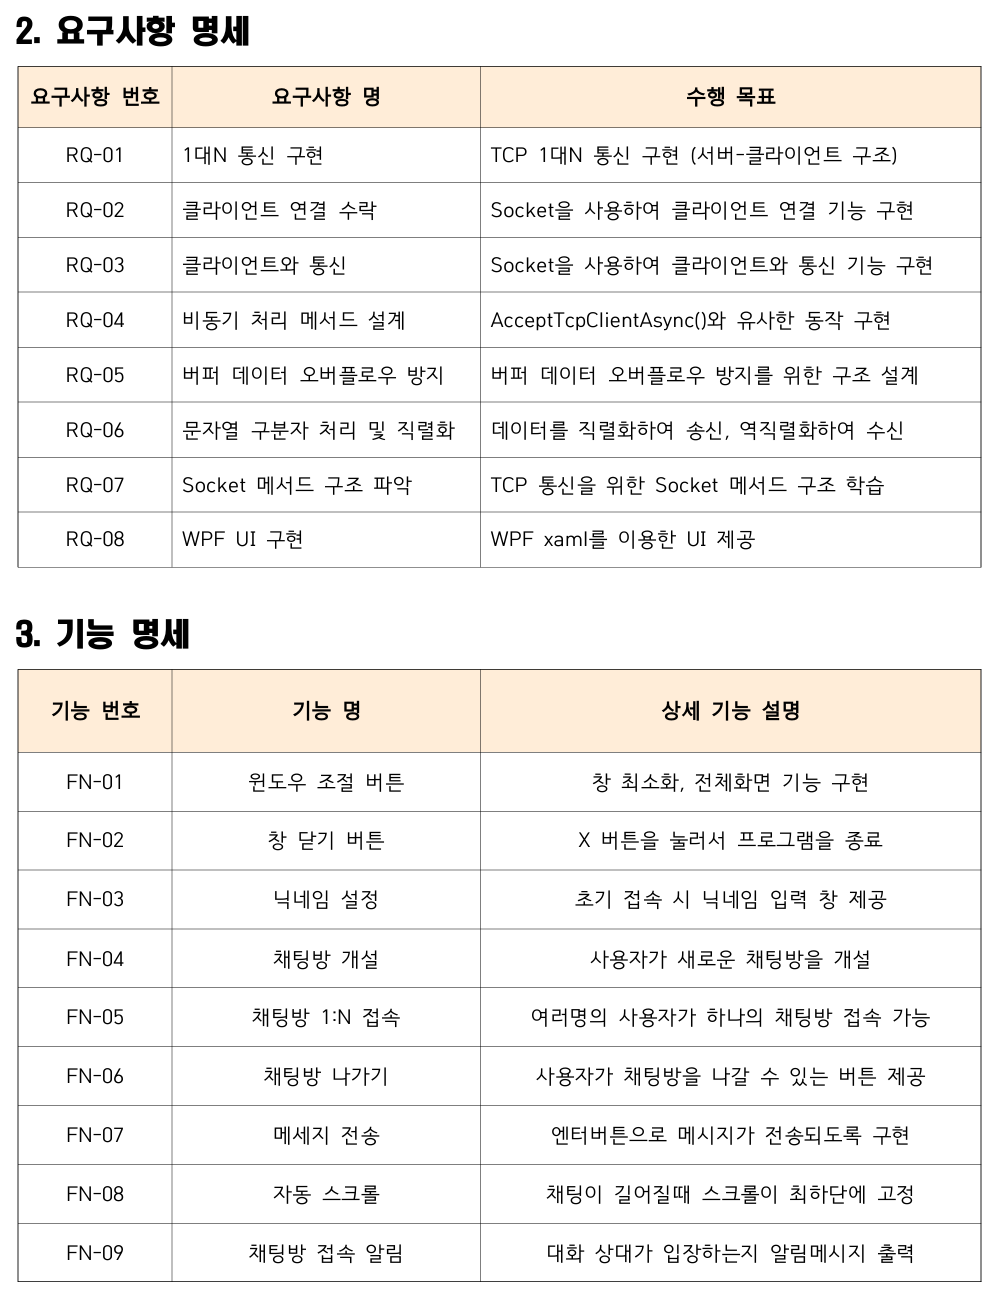 2. 요구사항 명세
요구사항 번호 요구사항 명 수행 목표
RQ-01 1대N 통신 구현 TCP 1대N 통신 구현 (서버-클라이언트 구조)
RQ-02 클라이언트 연결 수락 Socket을 사용하여 클라이언트 연결 기능 구현
RQ-03 클라이언트와 통신 Socket을 사용하여 클라이언트와 통신 기능 구현
RQ-04 비동기 처리 메서드 설계 AcceptTcpClientAsync()와 유사한 동작 구현
RQ-05 버퍼 데이터 오버플로우 방지 버퍼 데이터 오버플로우 방지를 위한 구조 설계
RQ-06 문자열 구분자 처리 및 직렬화 데이터를 직렬화하여 송신, 역직렬화하여 수신
RQ-07 Socket 메서드 구조 파악 TCP 통신을 위한 Socket 메서드 구조 학습
RQ-08 WPF UI 구현 WPF xaml를 이용한 UI 제공
3. 기능 명세
기능 번호 기능 명 상세 기능 설명
FN-01 윈도우 조절 버튼 창 최소화, 전체화면 기능 구현
FN-02 창 닫기 버튼 X 버튼을 눌러서 프로그램을 종료
FN-03 닉네임 설정 초기 접속 시 닉네임 입력 창 제공
FN-04 채팅방 개설 사용자가 새로운 채팅방을 개설
FN-05 채팅방 1:N 접속 여러명의 사용자가 하나의 채팅방 접속 가능
FN-06 채팅방 나가기 사용자가 채팅방을 나갈 수 있는 버튼 제공
FN-07 메세지 전송 엔터버튼으로 메시지가 전송되도록 구현
FN-08 자동 스크롤 채팅이 길어질때 스크롤이 최하단에 고정
FN-09 채팅방 접속 알림 대화 상대가 입장하는지 알림메시지 출력